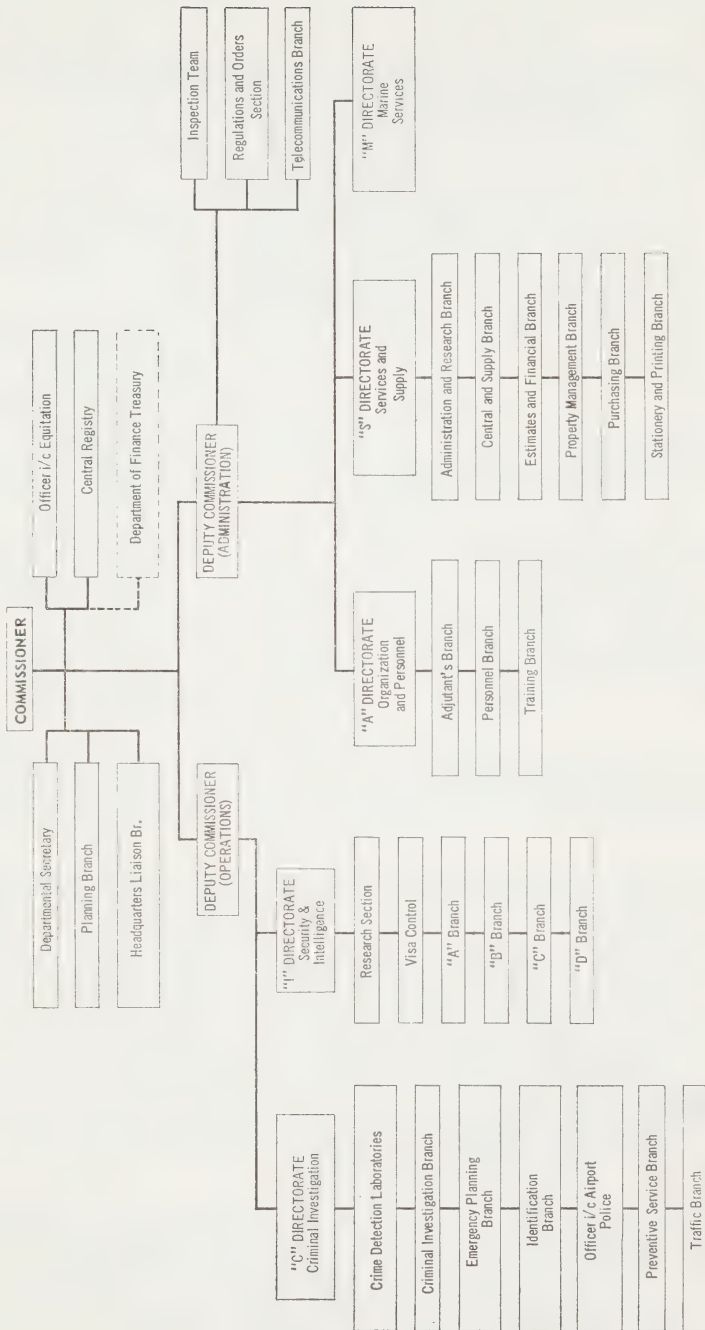 COMMISSIONER
Departmental Secretary
Planning Branch
Headquarters Liaison Br.
Officer i/c Equitation
Central Registry
Department of Finance Treasury
DEPUTY COMMISSIONER
(OPERATIONS)
DEPUTY COMMISSIONER
(ADMINISTRATION)
Inspection Team
Regulations and Orders
Section
Telecommunications Branch
"C" DIRECTORATE
Criminal Investigation
Crime Detection Laboratories
Criminal Investigation Branch
Emergency Planning
Branch
Identification
Branch
Officer i/c Airport
Police
Preventive Service Branch
Traffic Branch
"I" DIRECTORATE
Security &
Intelligence
Research Section
Visa Control
"A" Branch
"B" Branch
"C" Branch
"D" Branch
"A" DIRECTORATE
Organization
and Personnel
Adjutant's Branch
Personnel Branch
Training Branch
"S" DIRECTORATE
Services and
Supply
Administration and Research Branch
Central and Supply Branch
Estimates and Financial Branch
Property Management Branch
Purchasing Branch
Stationery and Printing Branch
"M" DIRECTORATE
Marine
Services